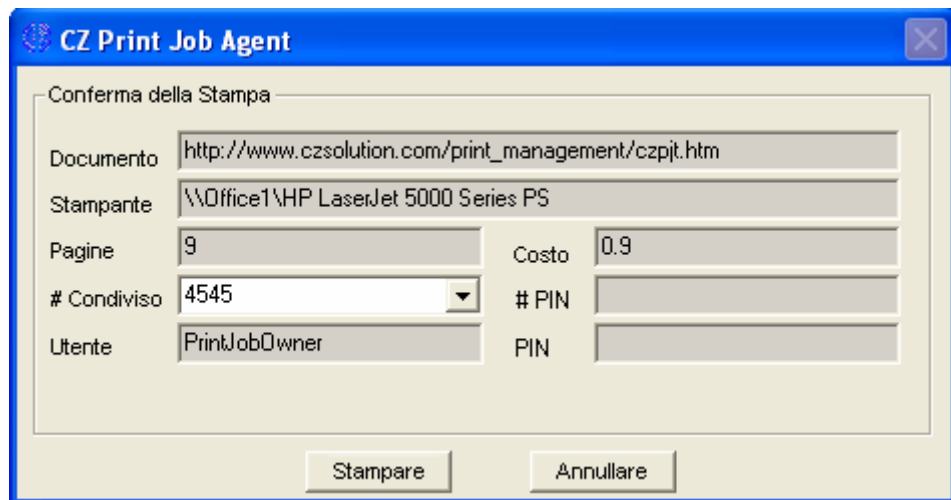 CZ Print Job Agent
Conferma della Stampa
Documento http://www.czsolution.com/print_management/czpjt.htm
Stampante \\Office1\HP LaserJet 5000 Series PS
Pagine 9 Costo 0.9
# Condiviso 4545 # PIN
Utente PrintJobOwner PIN
Stampare Annullare